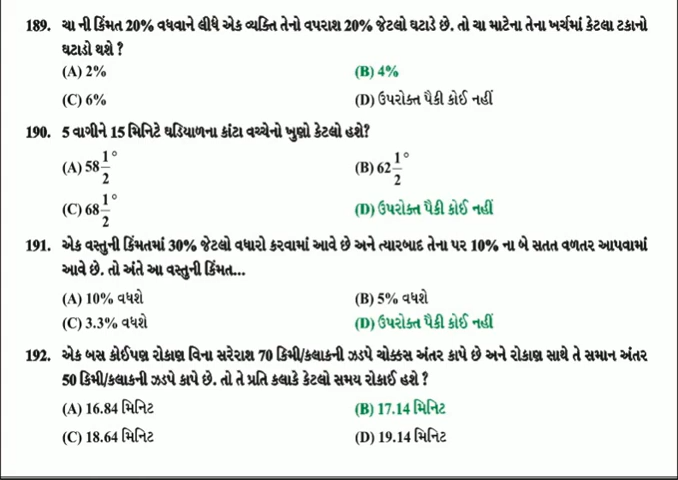 189. ચા ની કિંમત 20% વધવાને લીધે એક વ્યક્તિ તેનો વપરાશ 20% જેટલો ઘટાડે છે. તો ચા માટેના તેના ખર્ચમાં કેટલા ટકાનો
ઘટાડો થશે ?
(A) 2% (B) 4%
(C) 6% (D) ઉપરોક્ત પૈકી કોઈ નહીં
190. 5 વાગીને 15 મિનિટે ઘડિયાળના કાંટા વચ્ચેનો ખુણો કેટલો હશે?
(A) 58 1/2° (B) 62 1/2°
(C) 68 1/2° (D) ઉપરોક્ત પૈકી કોઈ નહીં
191. એક વસ્તુની કિંમતમાં 30% જેટલો વધારો કરવામાં આવે છે અને ત્યારબાદ તેના પર 10% ના બે સતત વળતર આપવામાં
આવે છે. તો અંતે આ વસ્તુની કિંમત...
(A) 10% વધશે (B) 5% વધશે
(C) 3.3% વધશે (D) ઉપરોક્ત પૈકી કોઈ નહીં
192. એક બસ કોઈપણ રોકાણ વિના સરેરાશ 70 કિમી/કલાકની ઝડપે ચોક્કસ અંતર કાપે છે અને રોકાણ સાથે તે સમાન અંતર
50 કિમી/કલાકની ઝડપે કાપે છે. તો તે પ્રતિ કલાકે કેટલો સમય રોકાઈ હશે ?
(A) 16.84 મિનિટ (B) 17.14 મિનિટ
(C) 18.64 મિનિટ (D) 19.14 મિનિટ